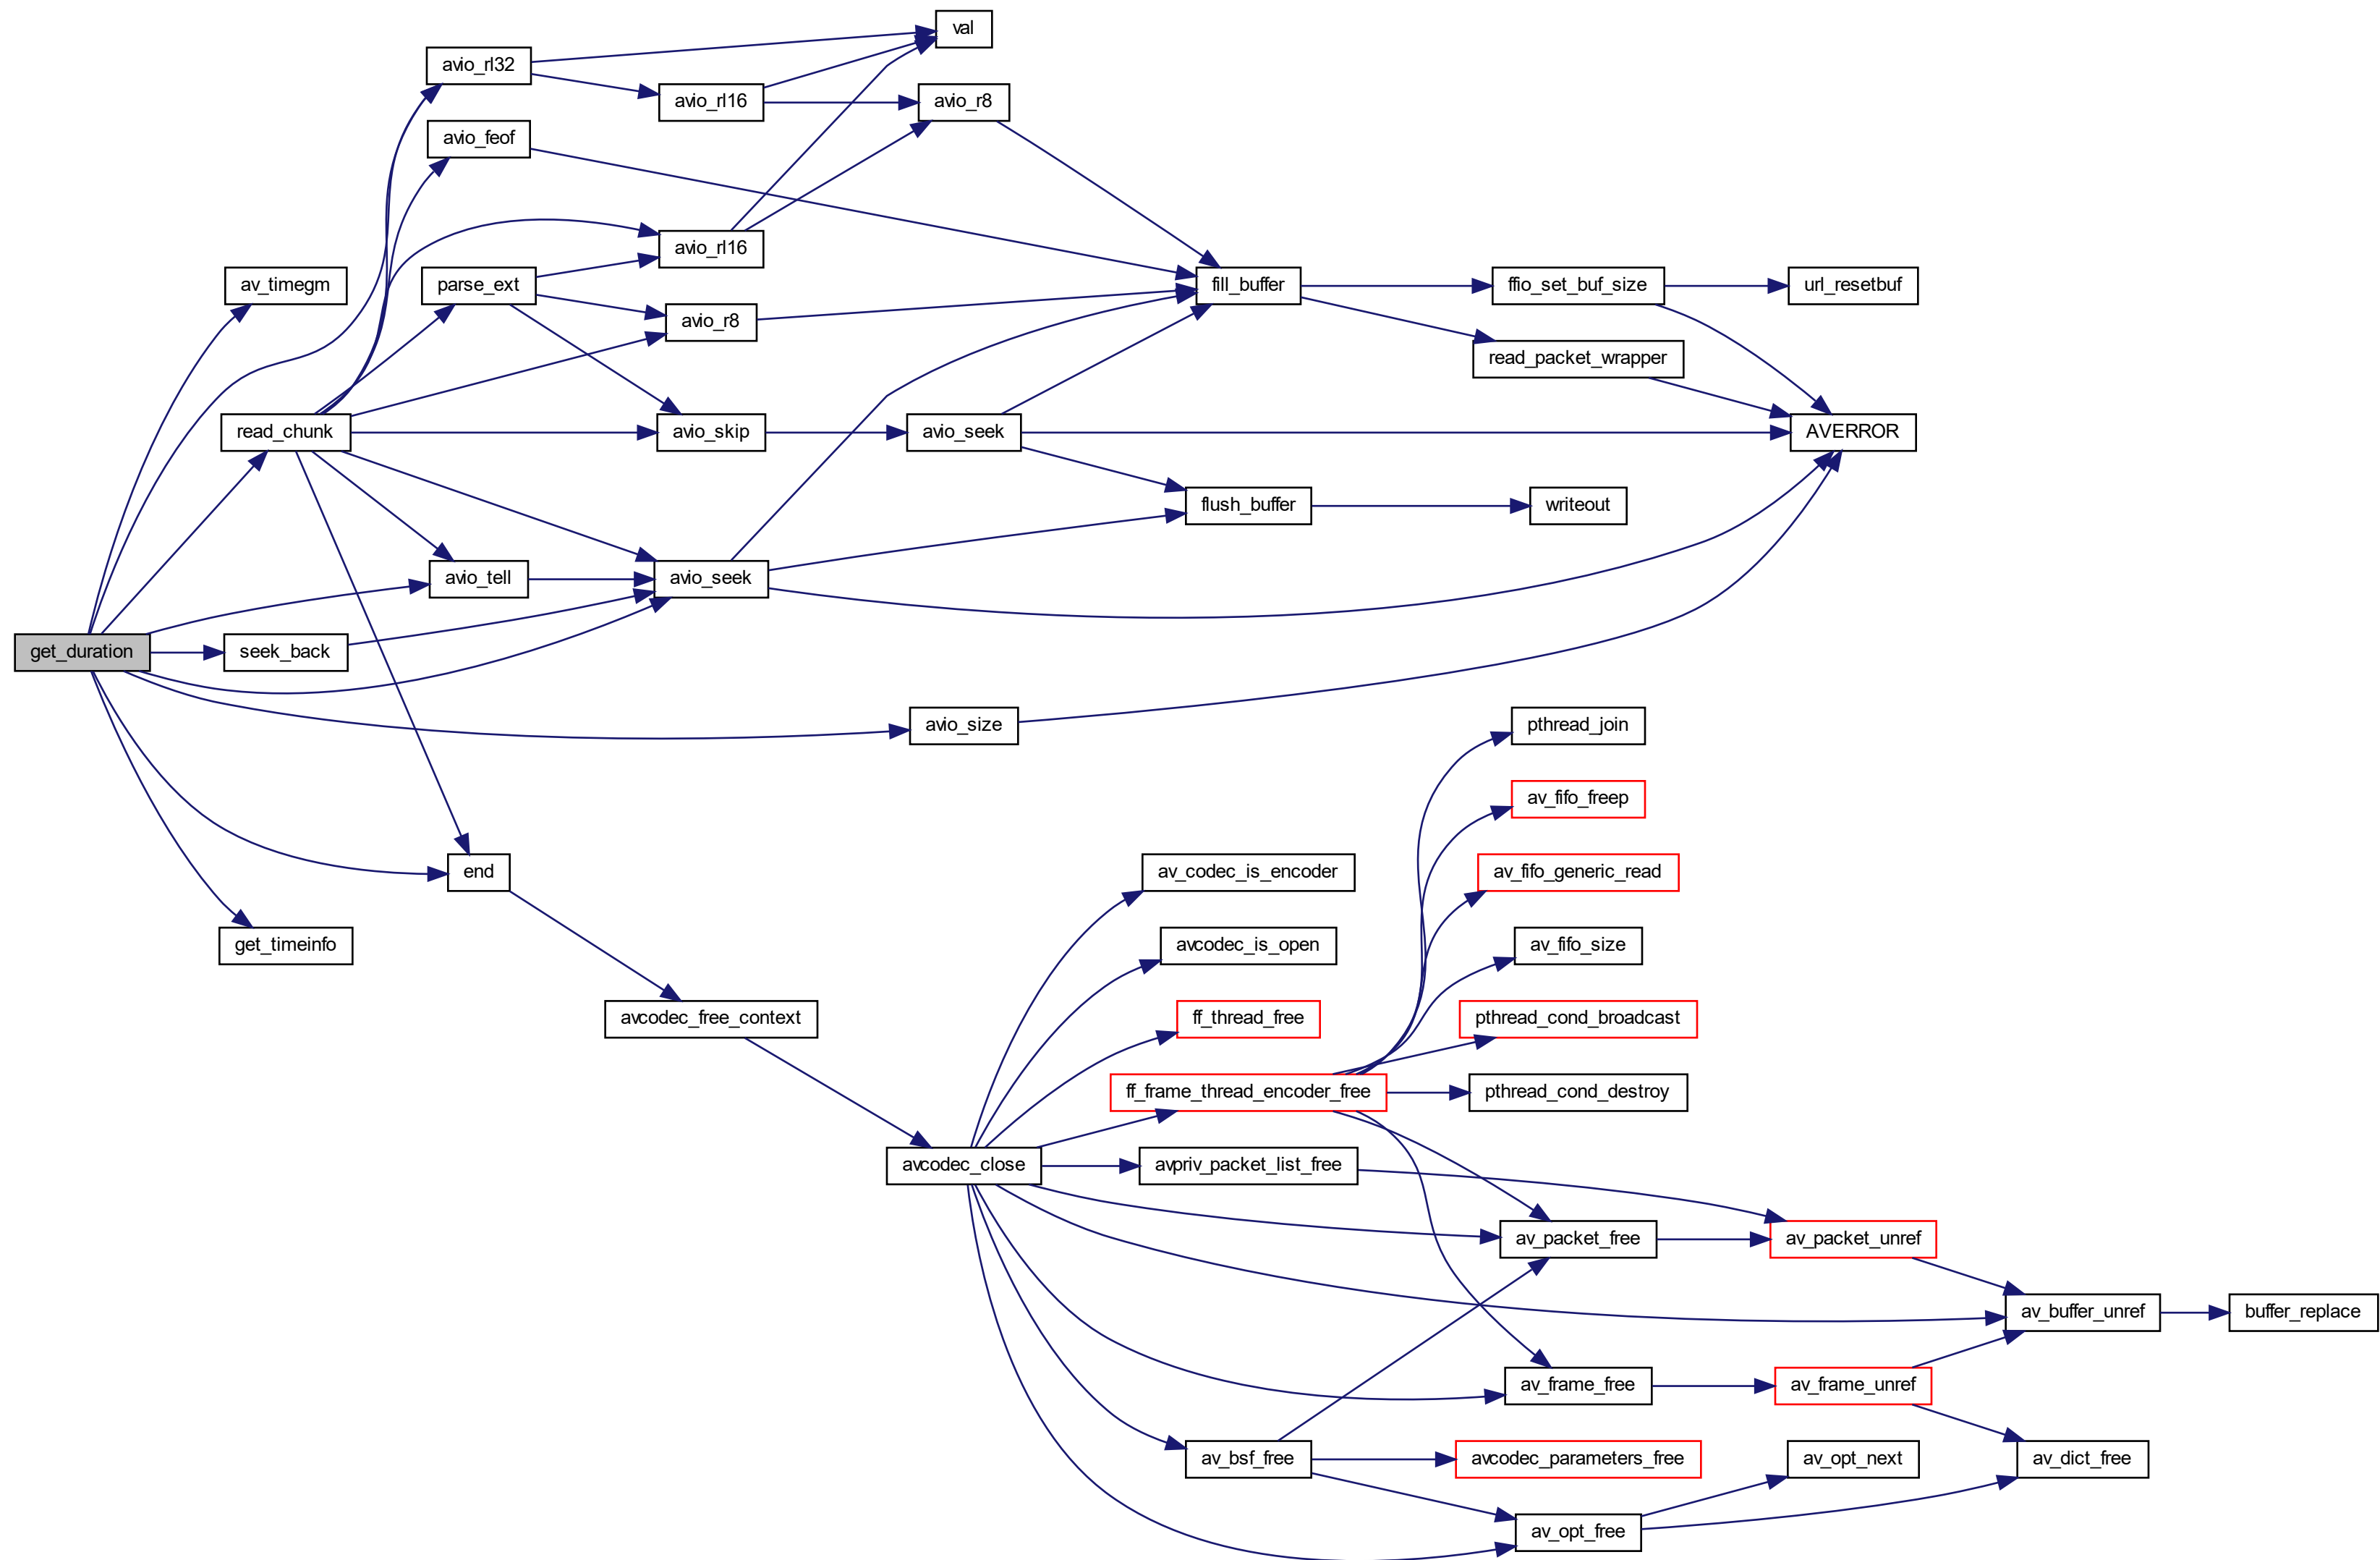 val
avio_rl32
avio_rl16
avio_r8
avio_feof
avio_rl16
av_timegm
parse_ext
fill_buffer
ffio_set_buf_size
url_resetbuf
avio_r8
read_packet_wrapper
read_chunk
avio_skip
avio_seek
AVERROR
flush_buffer
writeout
avio_tell
avio_seek
get_duration
seek_back
avio_size
pthread_join
av_fifo_freep
end
av_codec_is_encoder
av_fifo_generic_read
get_timeinfo
avcodec_is_open
av_fifo_size
avcodec_free_context
ff_thread_free
pthread_cond_broadcast
ff_frame_thread_encoder_free
pthread_cond_destroy
avcodec_close
avpriv_packet_list_free
av_packet_free
av_packet_unref
av_buffer_unref
buffer_replace
av_frame_free
av_frame_unref
av_bsf_free
avcodec_parameters_free
av_opt_next
av_dict_free
av_opt_free